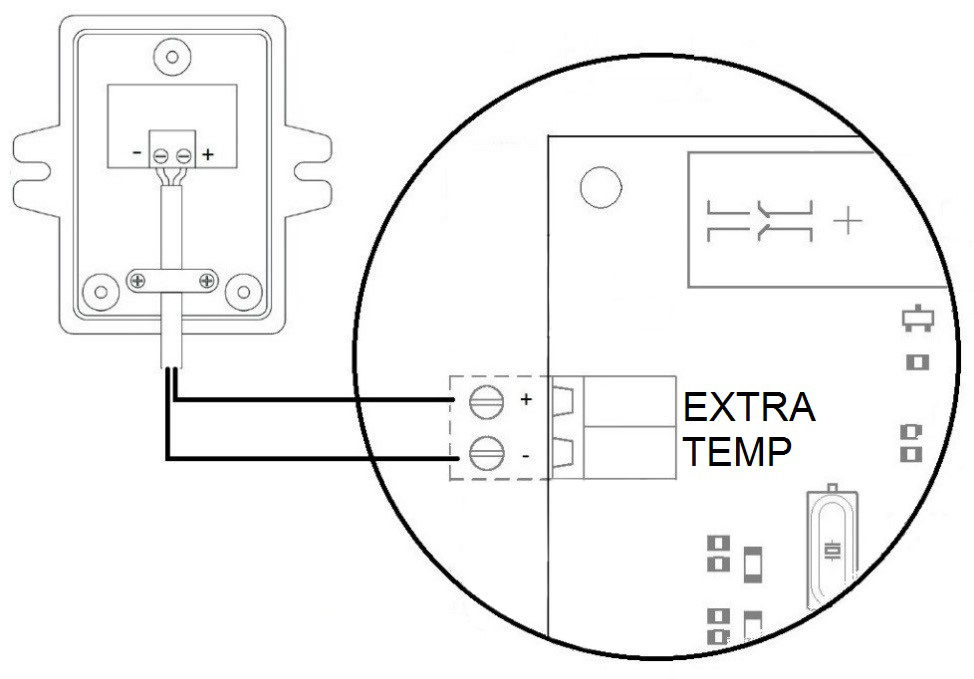 - +
+
EXTRA
TEMP
-